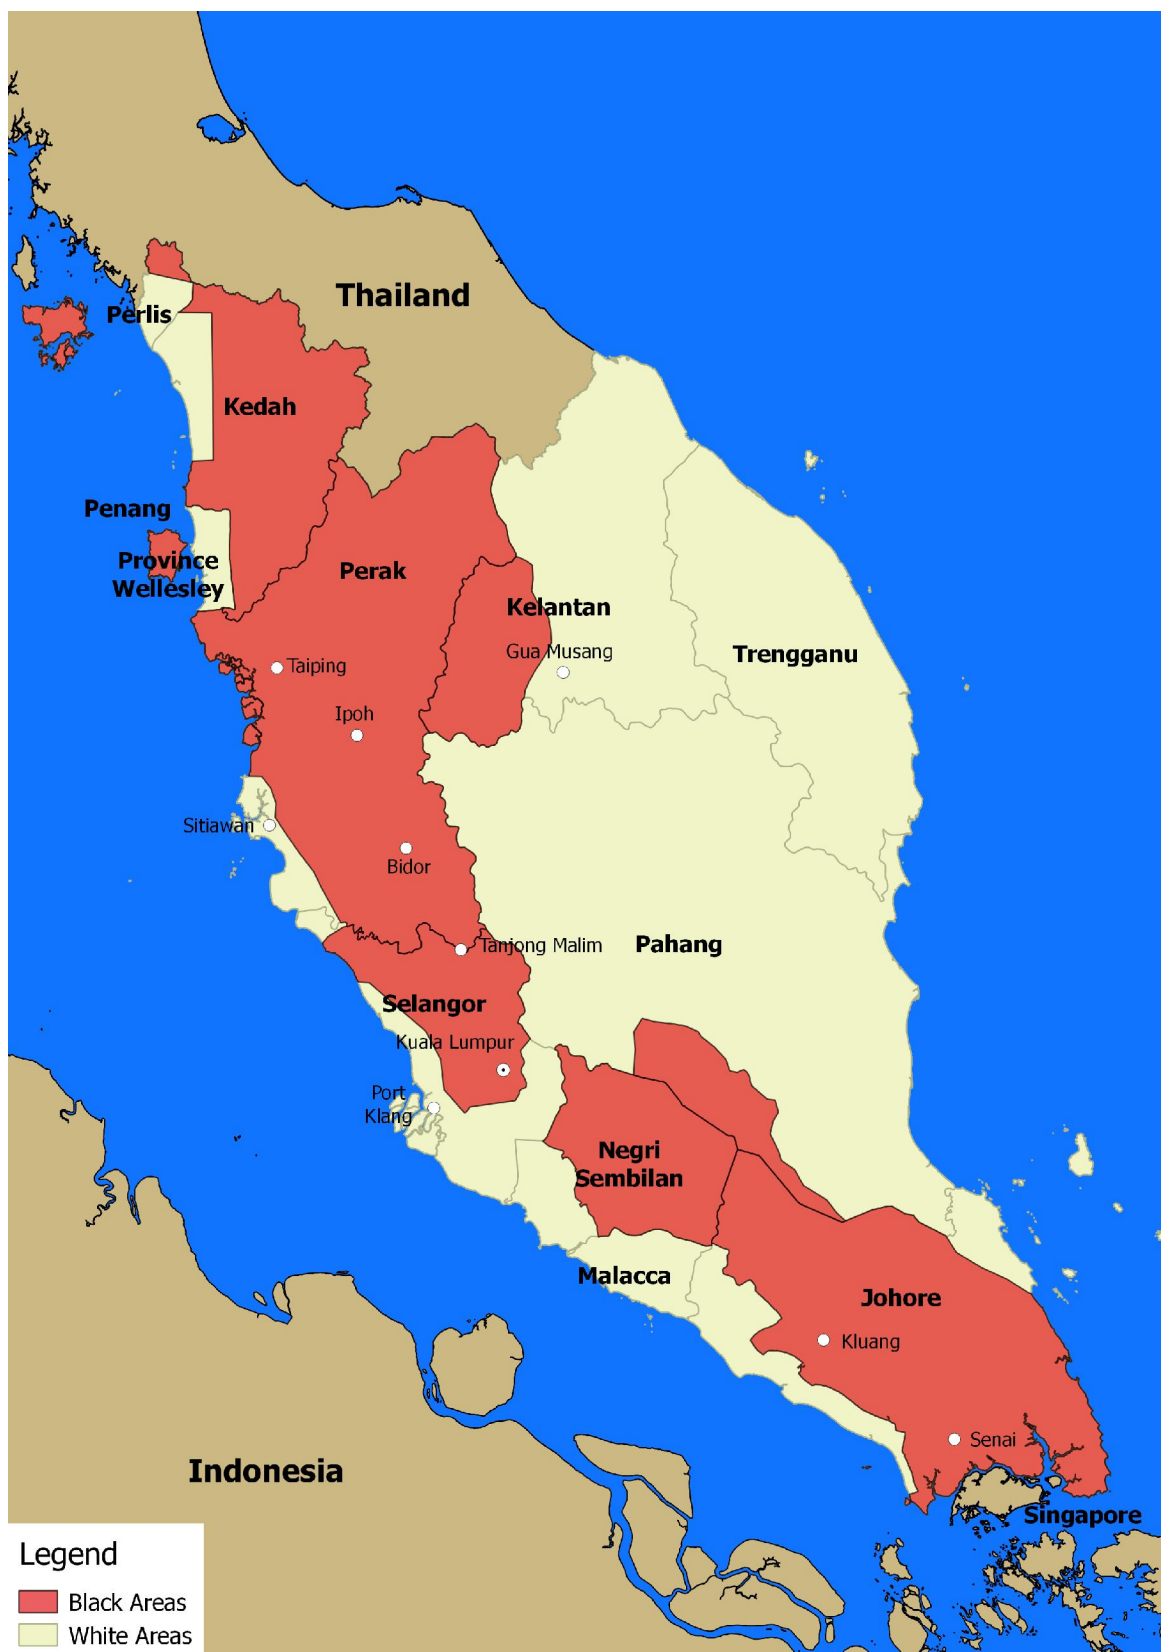 Thailand
Perlis
Kedah
Penang
Province
Wellesley
Perak
Kelantan
Gua Musang
Trengganu
Taiping
Ipoh
Sitiawan
Bidor
Tanjong Malim
Pahang
Selangor
Kuala Lumpur
Port
Klang
Negri
Sembilan
Malacca
Johore
Kluang
Senai
Indonesia
Singapore
Legend
Black Areas
White Areas